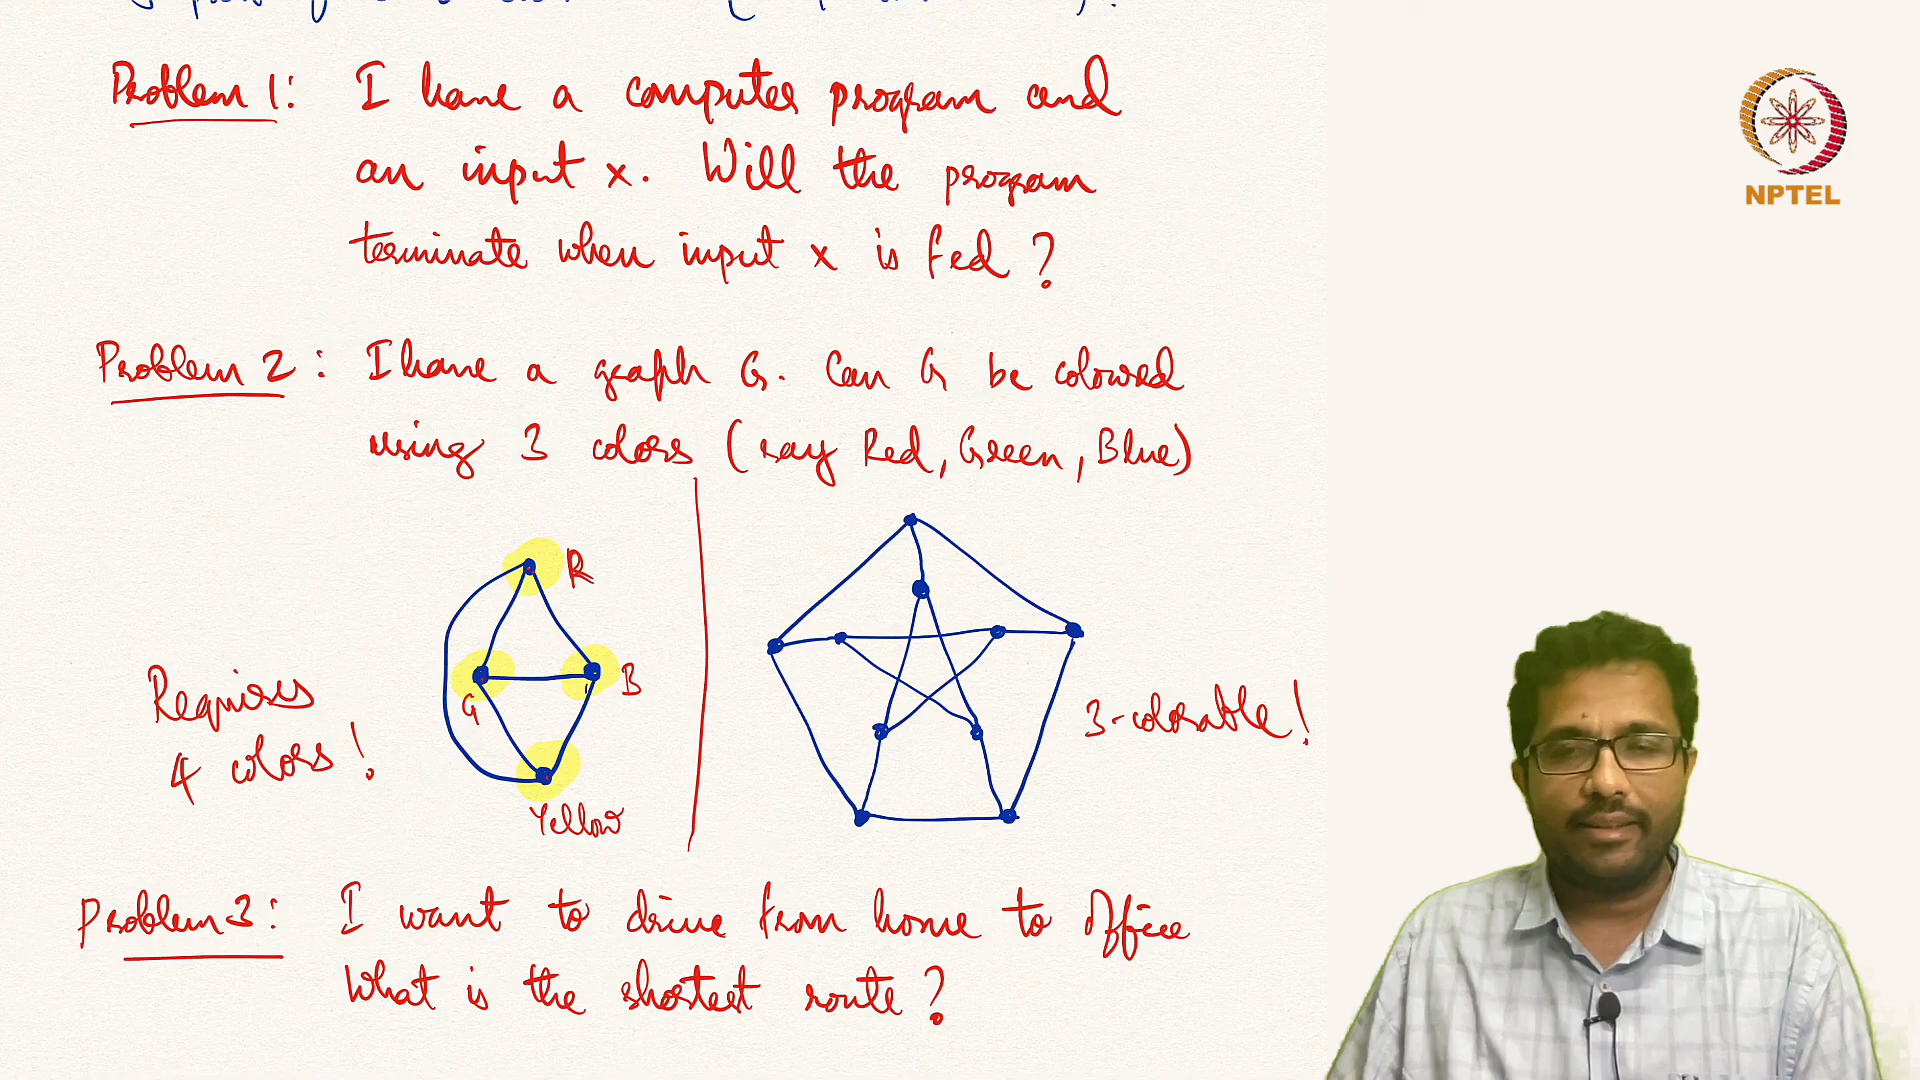 Problem 1: I have a computer program and
an input x. Will the program
terminate when input x is fed?
Problem 2: I have a graph G. Can G be coloured
using 3 colors (say Red, Green, Blue)
R
G
B
Yellow
Requires
4 colors!
3-colorable!
Problem 3: I want to drive from home to office
What is the shortest route?
NPTEL